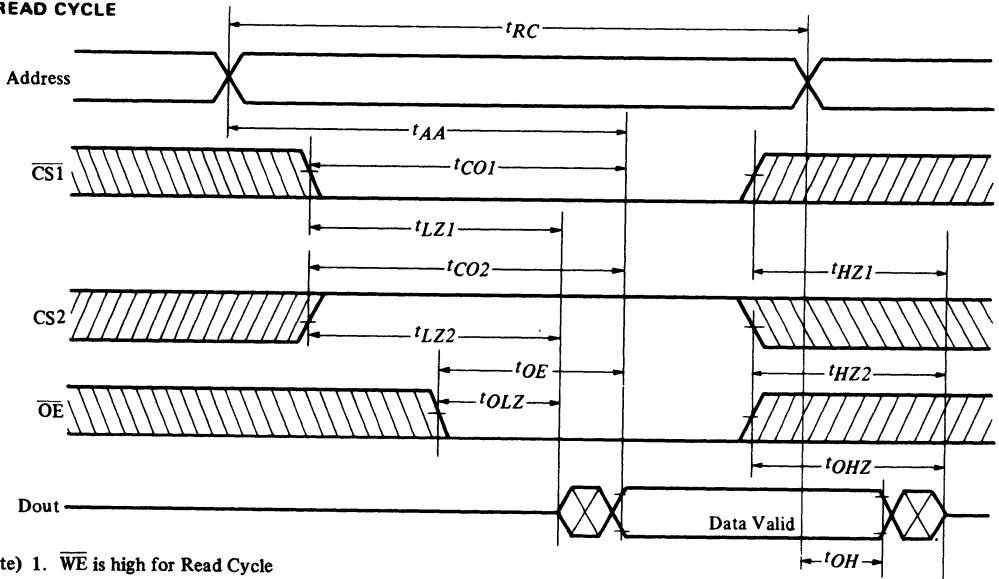 READ CYCLE
tRC
Address
tAA
CS1
tCO1
tLZ1
tCO2
tHZ1
CS2
tLZ2
tOE
tHZ2
OE
tOLZ
tOHZ
Dout
Data Valid
tOH
te) 1. WE is high for Read Cycle